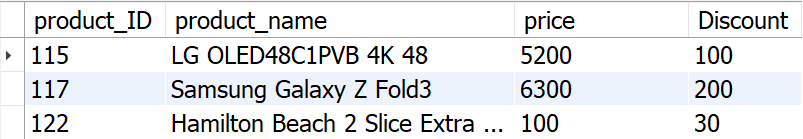 product_ID product_name price Discount
115 LG OLED48C1PVB 4K 48 5200 100
117 Samsung Galaxy Z Fold3 6300 200
122 Hamilton Beach 2 Slice Extra ... 100 30